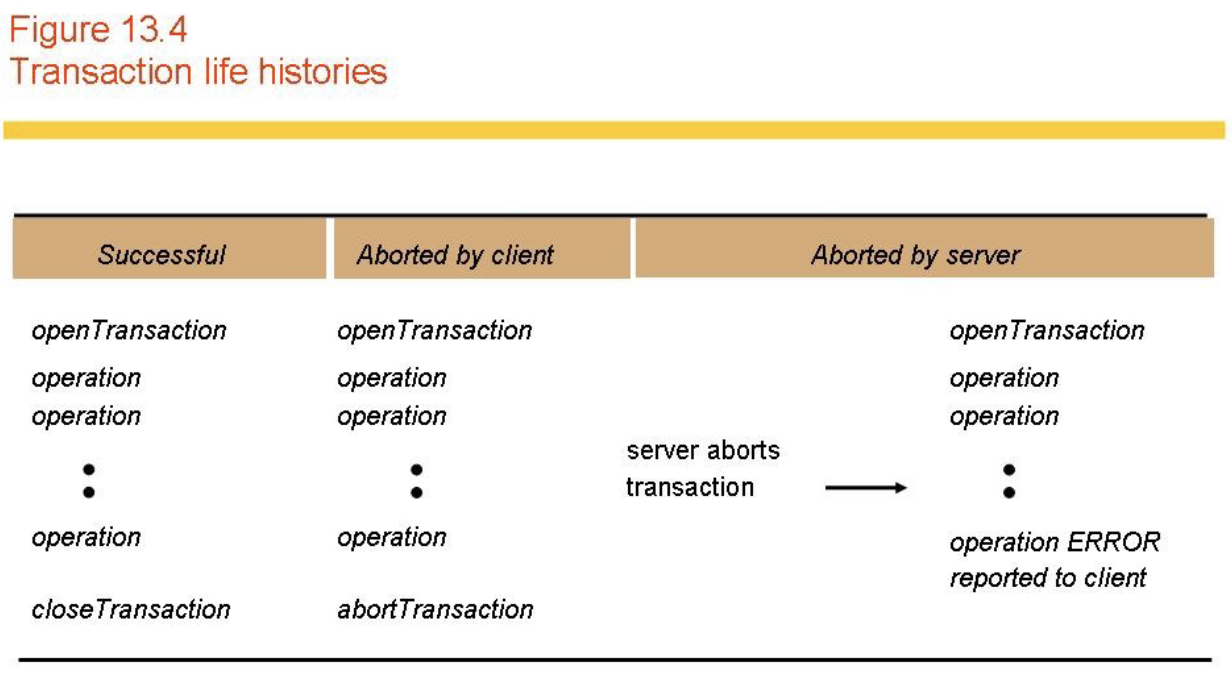 Figure 13.4
Transaction life histories
Successful Aborted by client Aborted by server
openTransaction openTransaction openTransaction
operation operation operation
operation operation operation
server aborts
transaction
operation operation operation ERROR
reported to client
closeTransaction abortTransaction